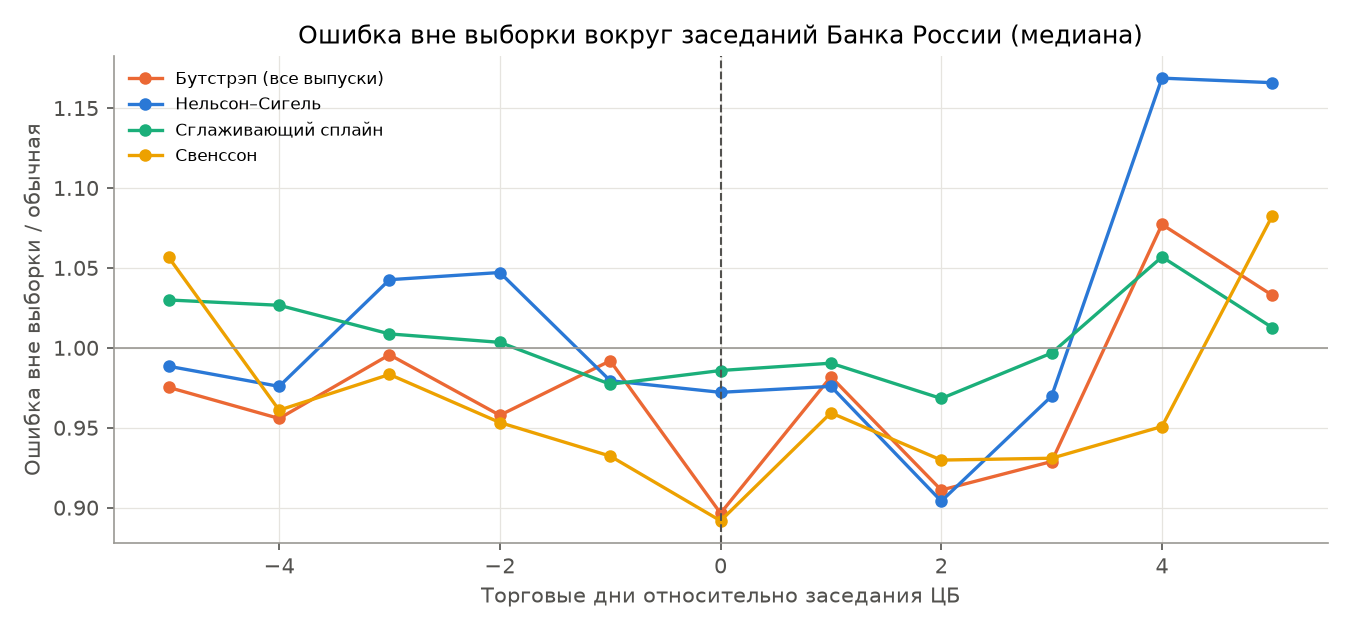 Ошибка вне выборки вокруг заседаний Банка России (медиана)
Бутстрэп (все выпуски)
Нельсон–Сигель
Сглаживающий сплайн
Свенссон
Ошибка вне выборки / обычная
1.15
1.10
1.05
1.00
0.95
0.90
−4
−2
0
2
4
Торговые дни относительно заседания ЦБ